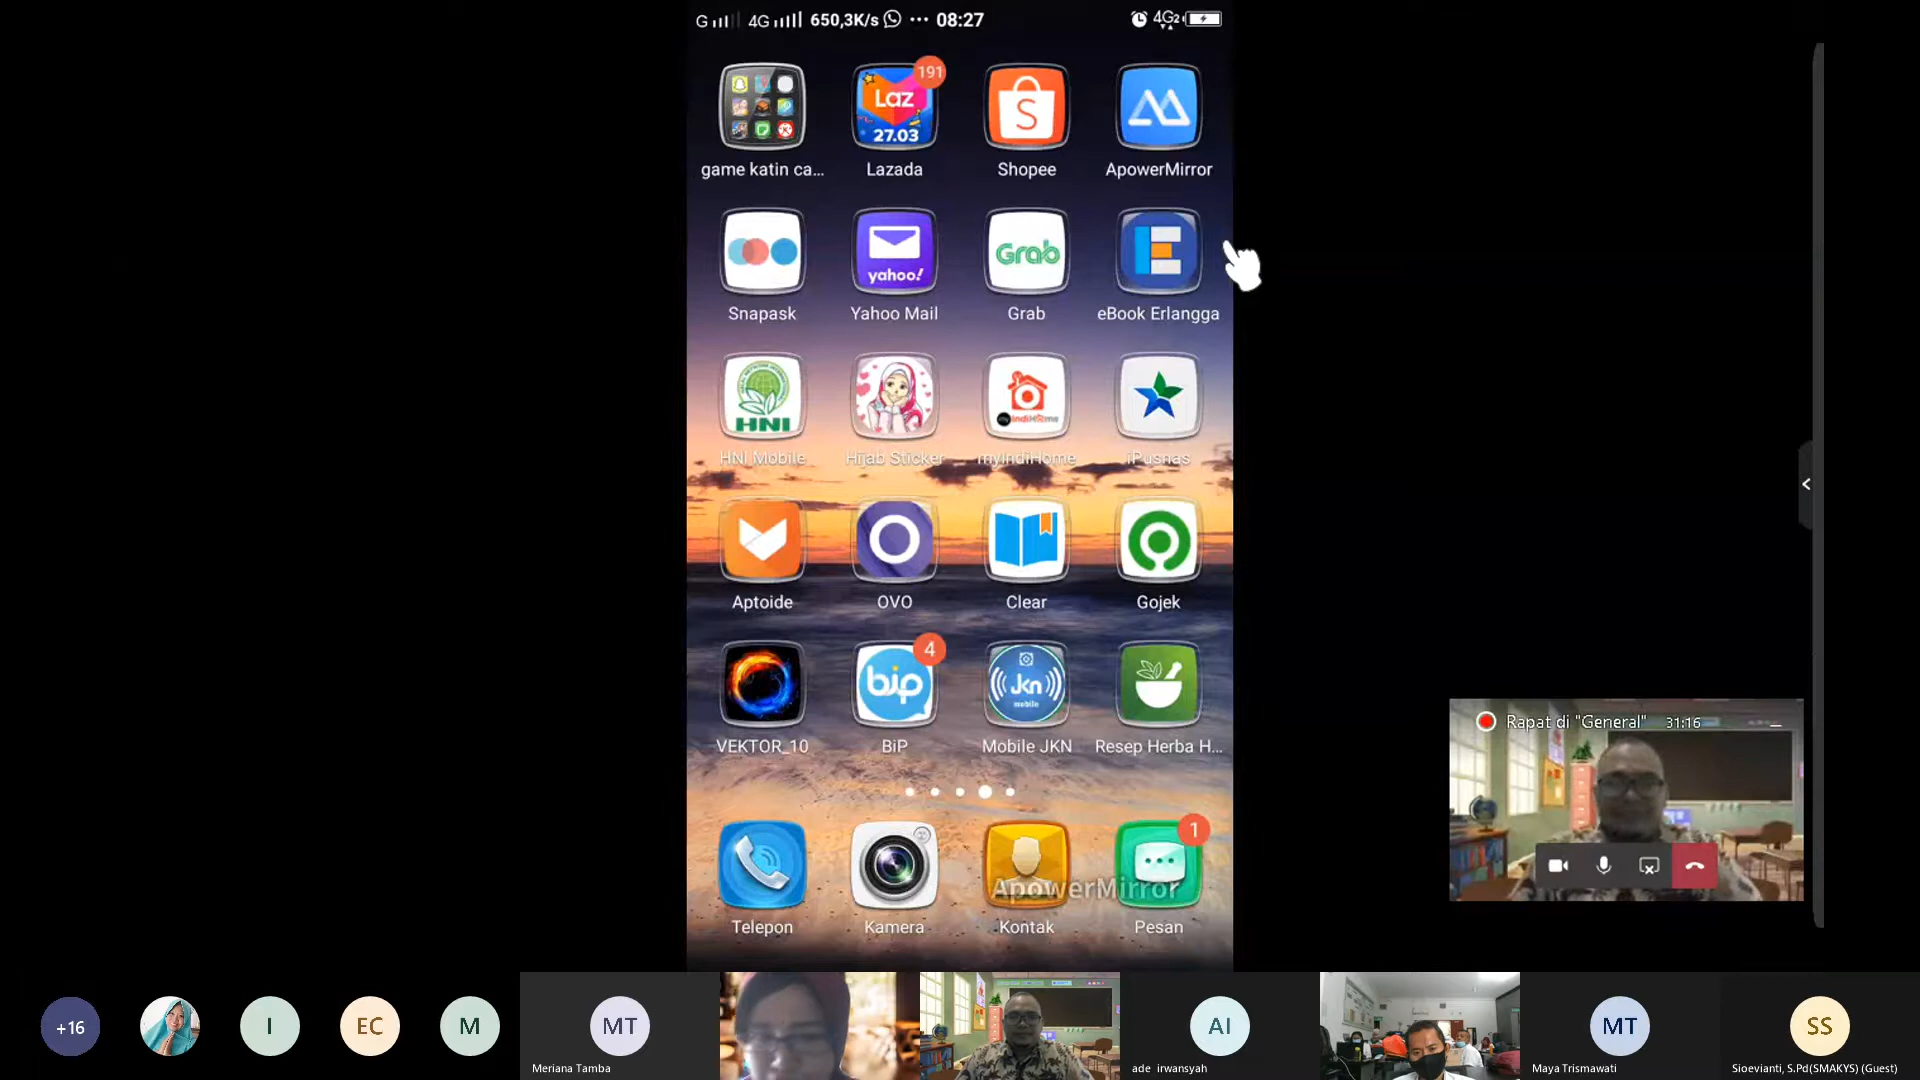 G 4G 650,3K/s ... 08:27 4G2
191
Laz
27.03
S
game katin ca...
Lazada
Shopee
ApowerMirror
yahoo!
Grab
E
Snapask
Yahoo Mail
Grab
eBook Erlangga
HNI
indiHome
HNI Mobile
Hijab Sticker
myIndiHome
iPusnas
Aptoide
OVO
Clear
Gojek
4
bip
Jkn
mobile
VEKTOR_10
BiP
Mobile JKN
Resep Herba H...
1
ApowerMirror
Telepon
Kamera
Kontak
Pesan
Rapat di "General" 31:16
+16
I
EC
M
MT
AI
MT
SS
Meriana Tamba
ade irwansyah
Maya Trismawati
Sioevianti, S.Pd(SMAKYS) (Guest)